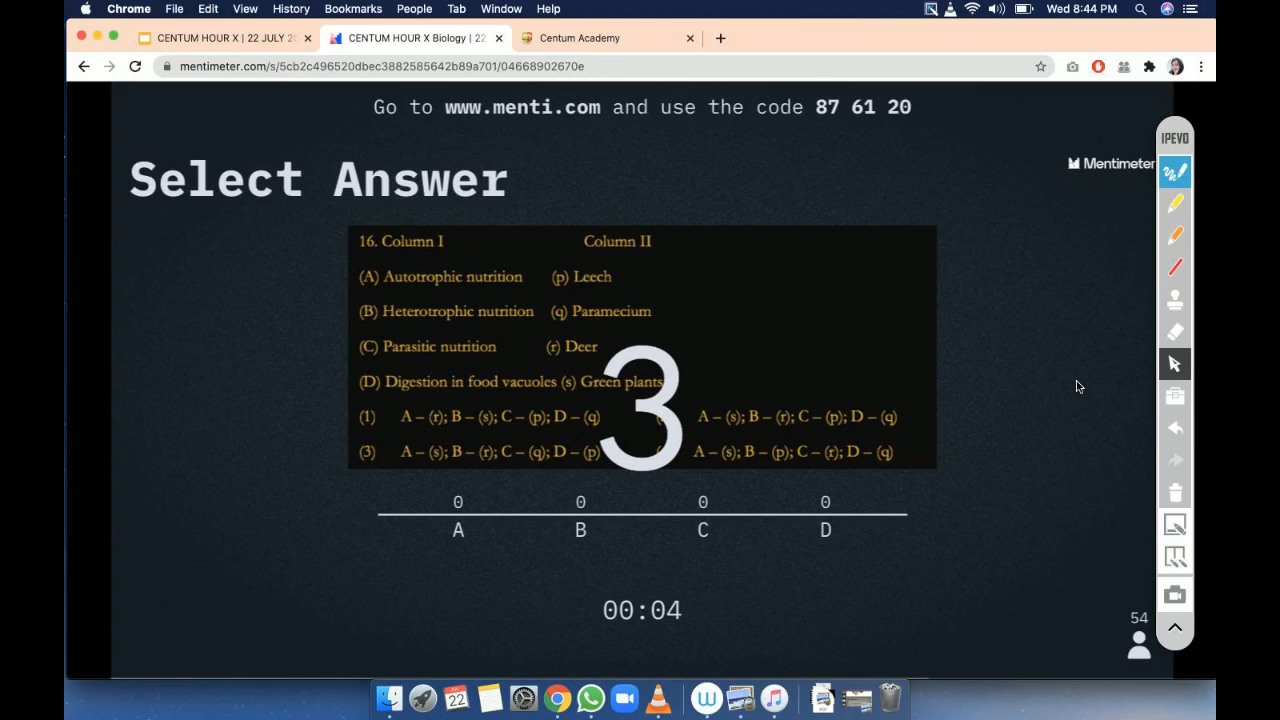 Chrome File Edit View History Bookmarks People Tab Window Help Wed 8:44 PM
CENTUM HOUR X | 22 JULY 20 CENTUM HOUR X Biology | 22 Centum Academy
mentimeter.com/s/5cb2c496520dbec3882585642b89a701/04668902670e
Go to www.menti.com and use the code 87 61 20
IPEVO
Mentimeter
Select Answer
16. Column I Column II
(A) Autotrophic nutrition (p) Leech
(B) Heterotrophic nutrition (q) Paramecium
(C) Parasitic nutrition (r) Deer
(D) Digestion in food vacuoles (s) Green plants
3
(1) A – (r); B – (s); C – (p); D – (q) A – (s); B – (r); C – (p); D – (q)
(3) A – (s); B – (r); C – (q); D – (p) A – (s); B – (p); C – (r); D – (q)
0 0 0 0
A B C D
00:04
54
22